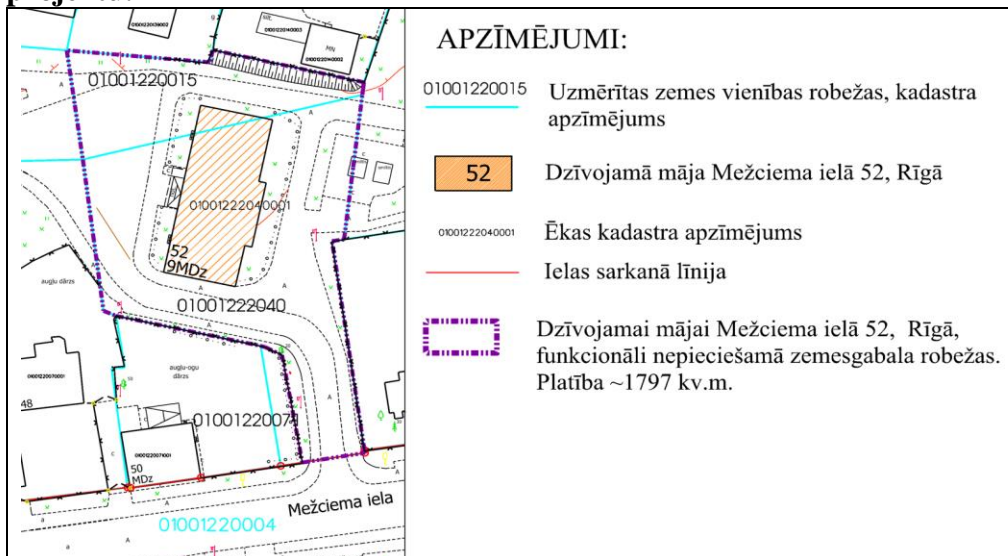 APZĪMĒJUMI:
01001220015
Uzmērītas zemes vienības robežas, kadastra
apzīmējums
52
Dzīvojamā māja Mežciema ielā 52, Rīgā
01001222040001
Ēkas kadastra apzīmējums
Ielas sarkanā līnija
Dzīvojamai mājai Mežciema ielā 52, Rīgā,
funkcionāli nepieciešamā zemesgabala robežas.
Platība ~1797 kv.m.
01001220015
01001222040001
52
9MDz
01001222040
augļu dārzs
augļu-ogu
dārzs
48
01001220071
01001220071001
50
MDz
Mežciema iela
01001220004